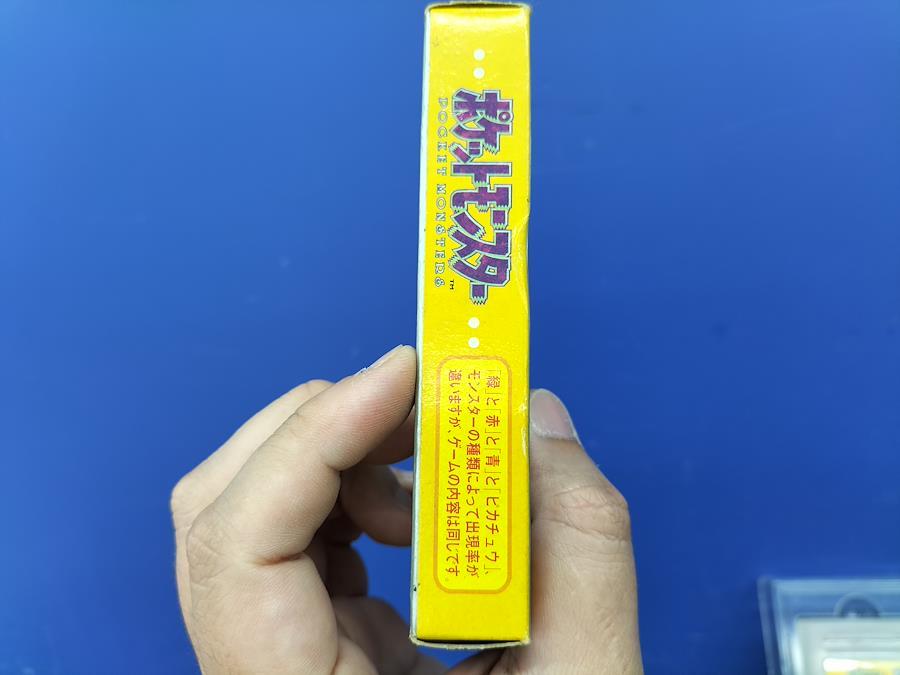 ポケットモンスター
POCKET MONSTERS™
「緑」と「赤」と「青」と「ピカチュウ」、
モンスターの種類によって出現率が
違いますが、ゲームの内容は同じです。